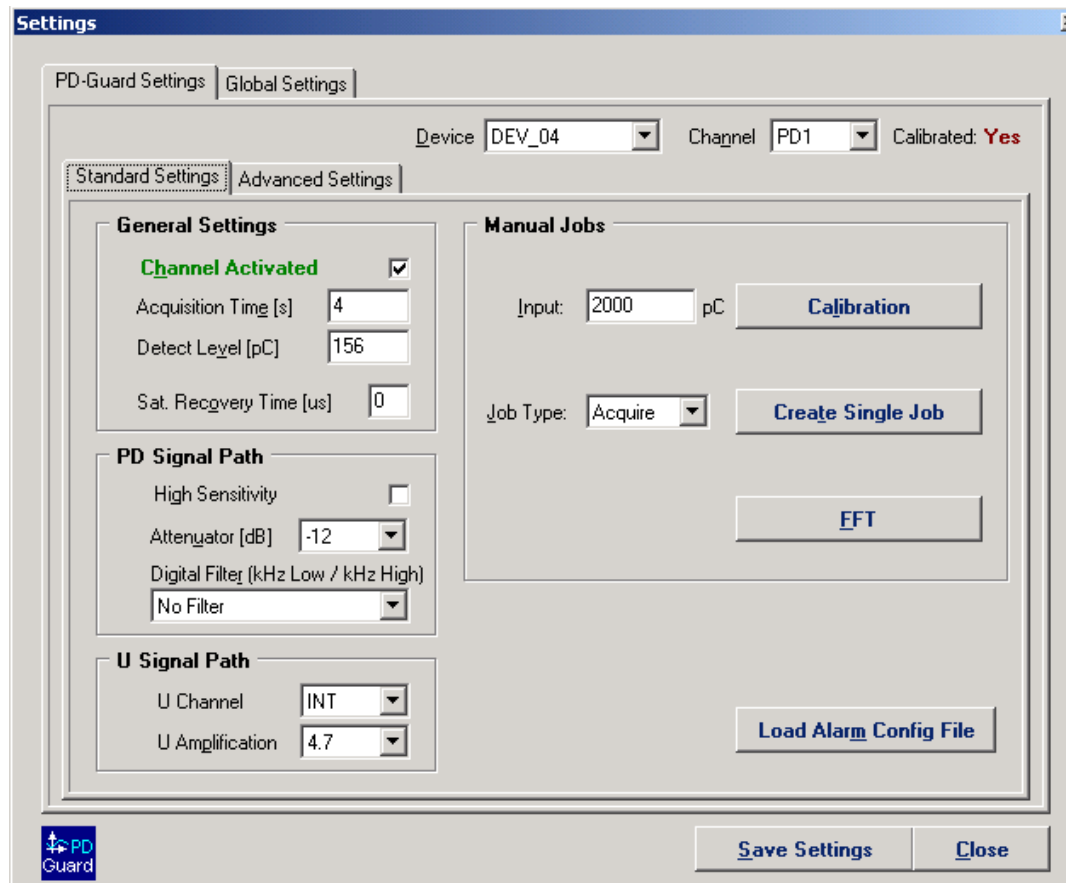 Settings
PD-Guard Settings Global Settings
Device DEV_04 Channel PD1 Calibrated: Yes
Standard Settings Advanced Settings
General Settings
Channel Activated
Acquisition Time [s] 4
Detect Level [pC] 156
Sat. Recovery Time [us] 0
PD Signal Path
High Sensitivity
Attenuator [dB] -12
Digital Filter (kHz Low / kHz High)
No Filter
U Signal Path
U Channel INT
U Amplification 4.7
Manual Jobs
Input: 2000 pC Calibration
Job Type: Acquire Create Single Job
FFT
Load Alarm Config File
PD
Guard
Save Settings Close